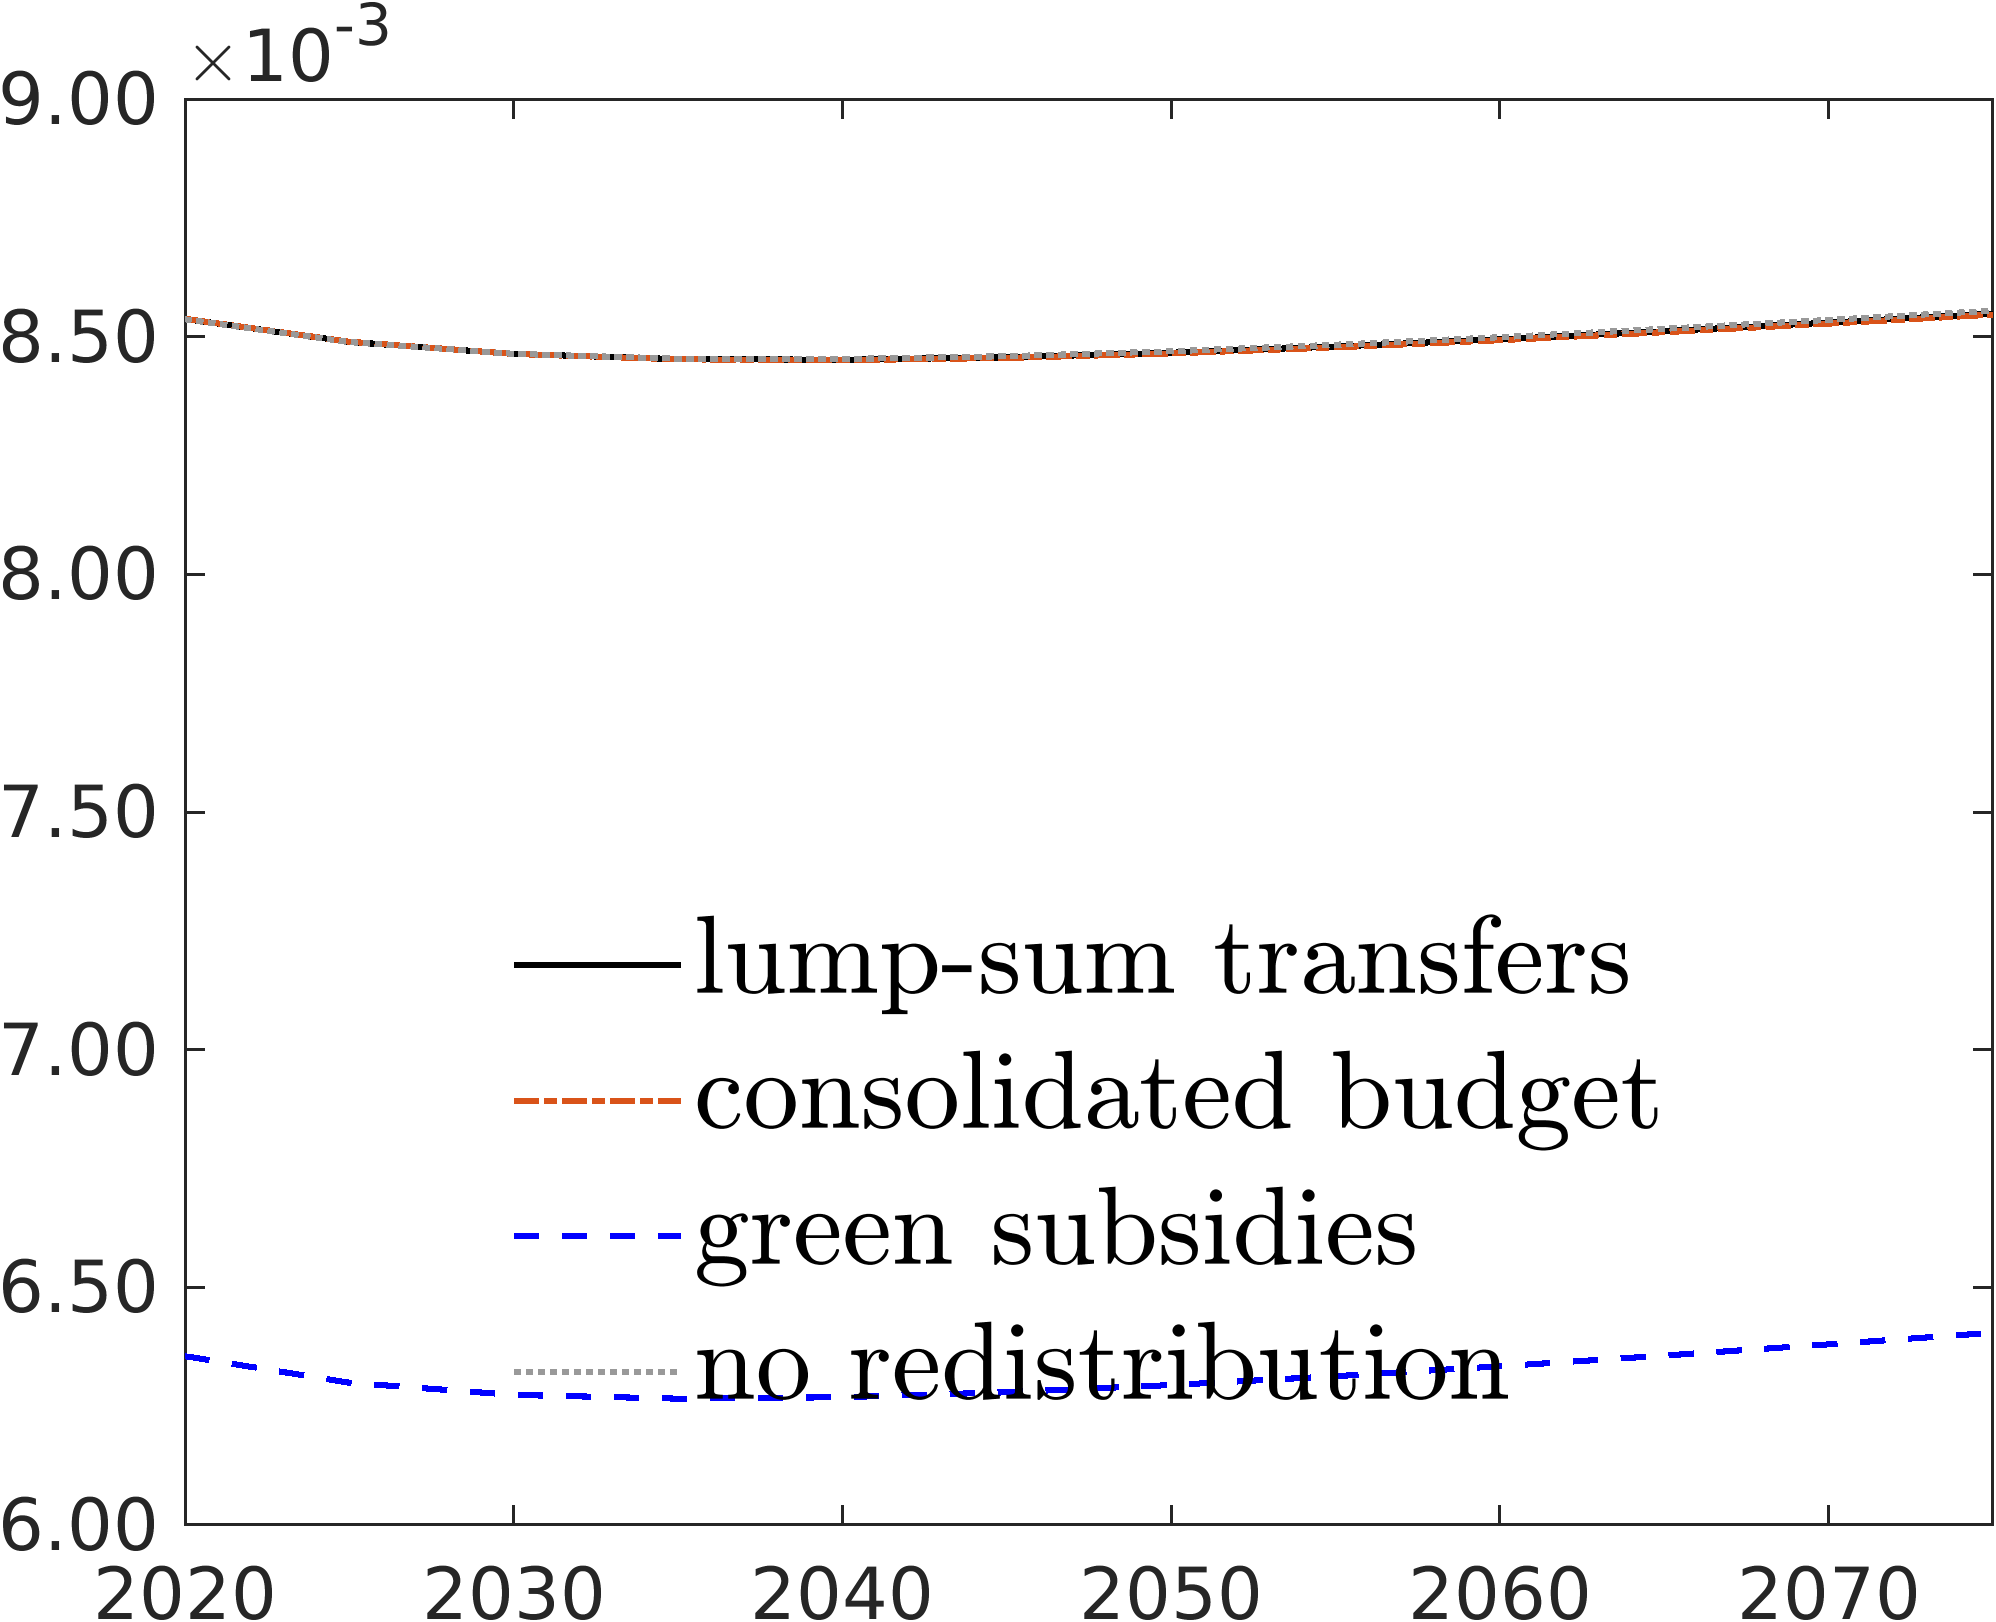 ×10-3
9.00
8.50
8.00
7.50
7.00
6.50
6.00
lump-sum transfers
consolidated budget
green subsidies
no redistribution
2020 2030 2040 2050 2060 2070